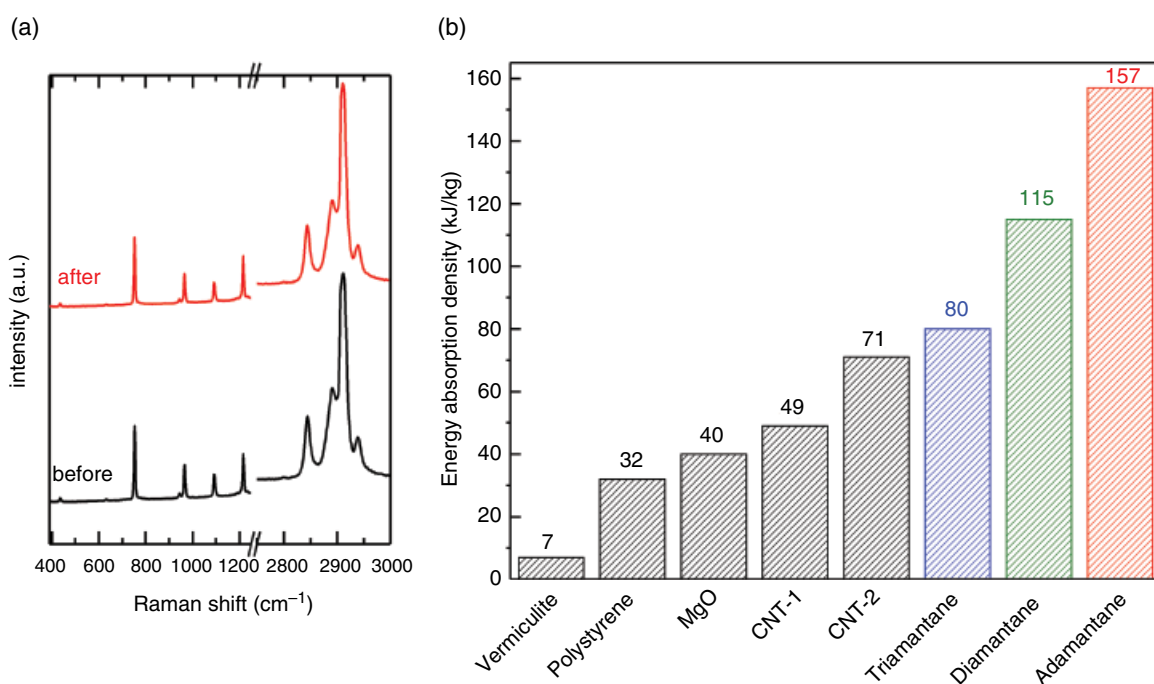 (a)
intensity (a.u.)
after
before
400 600 800 1000 1200 2800 2900 3000
Raman shift (cm⁻¹)
(b)
Energy absorption density (kJ/kg)
160
140
120
100
80
60
40
20
0
7
32
40
49
71
80
115
157
Vermiculite
Polystyrene
MgO
CNT-1
CNT-2
Triamantane
Diamantane
Adamantane